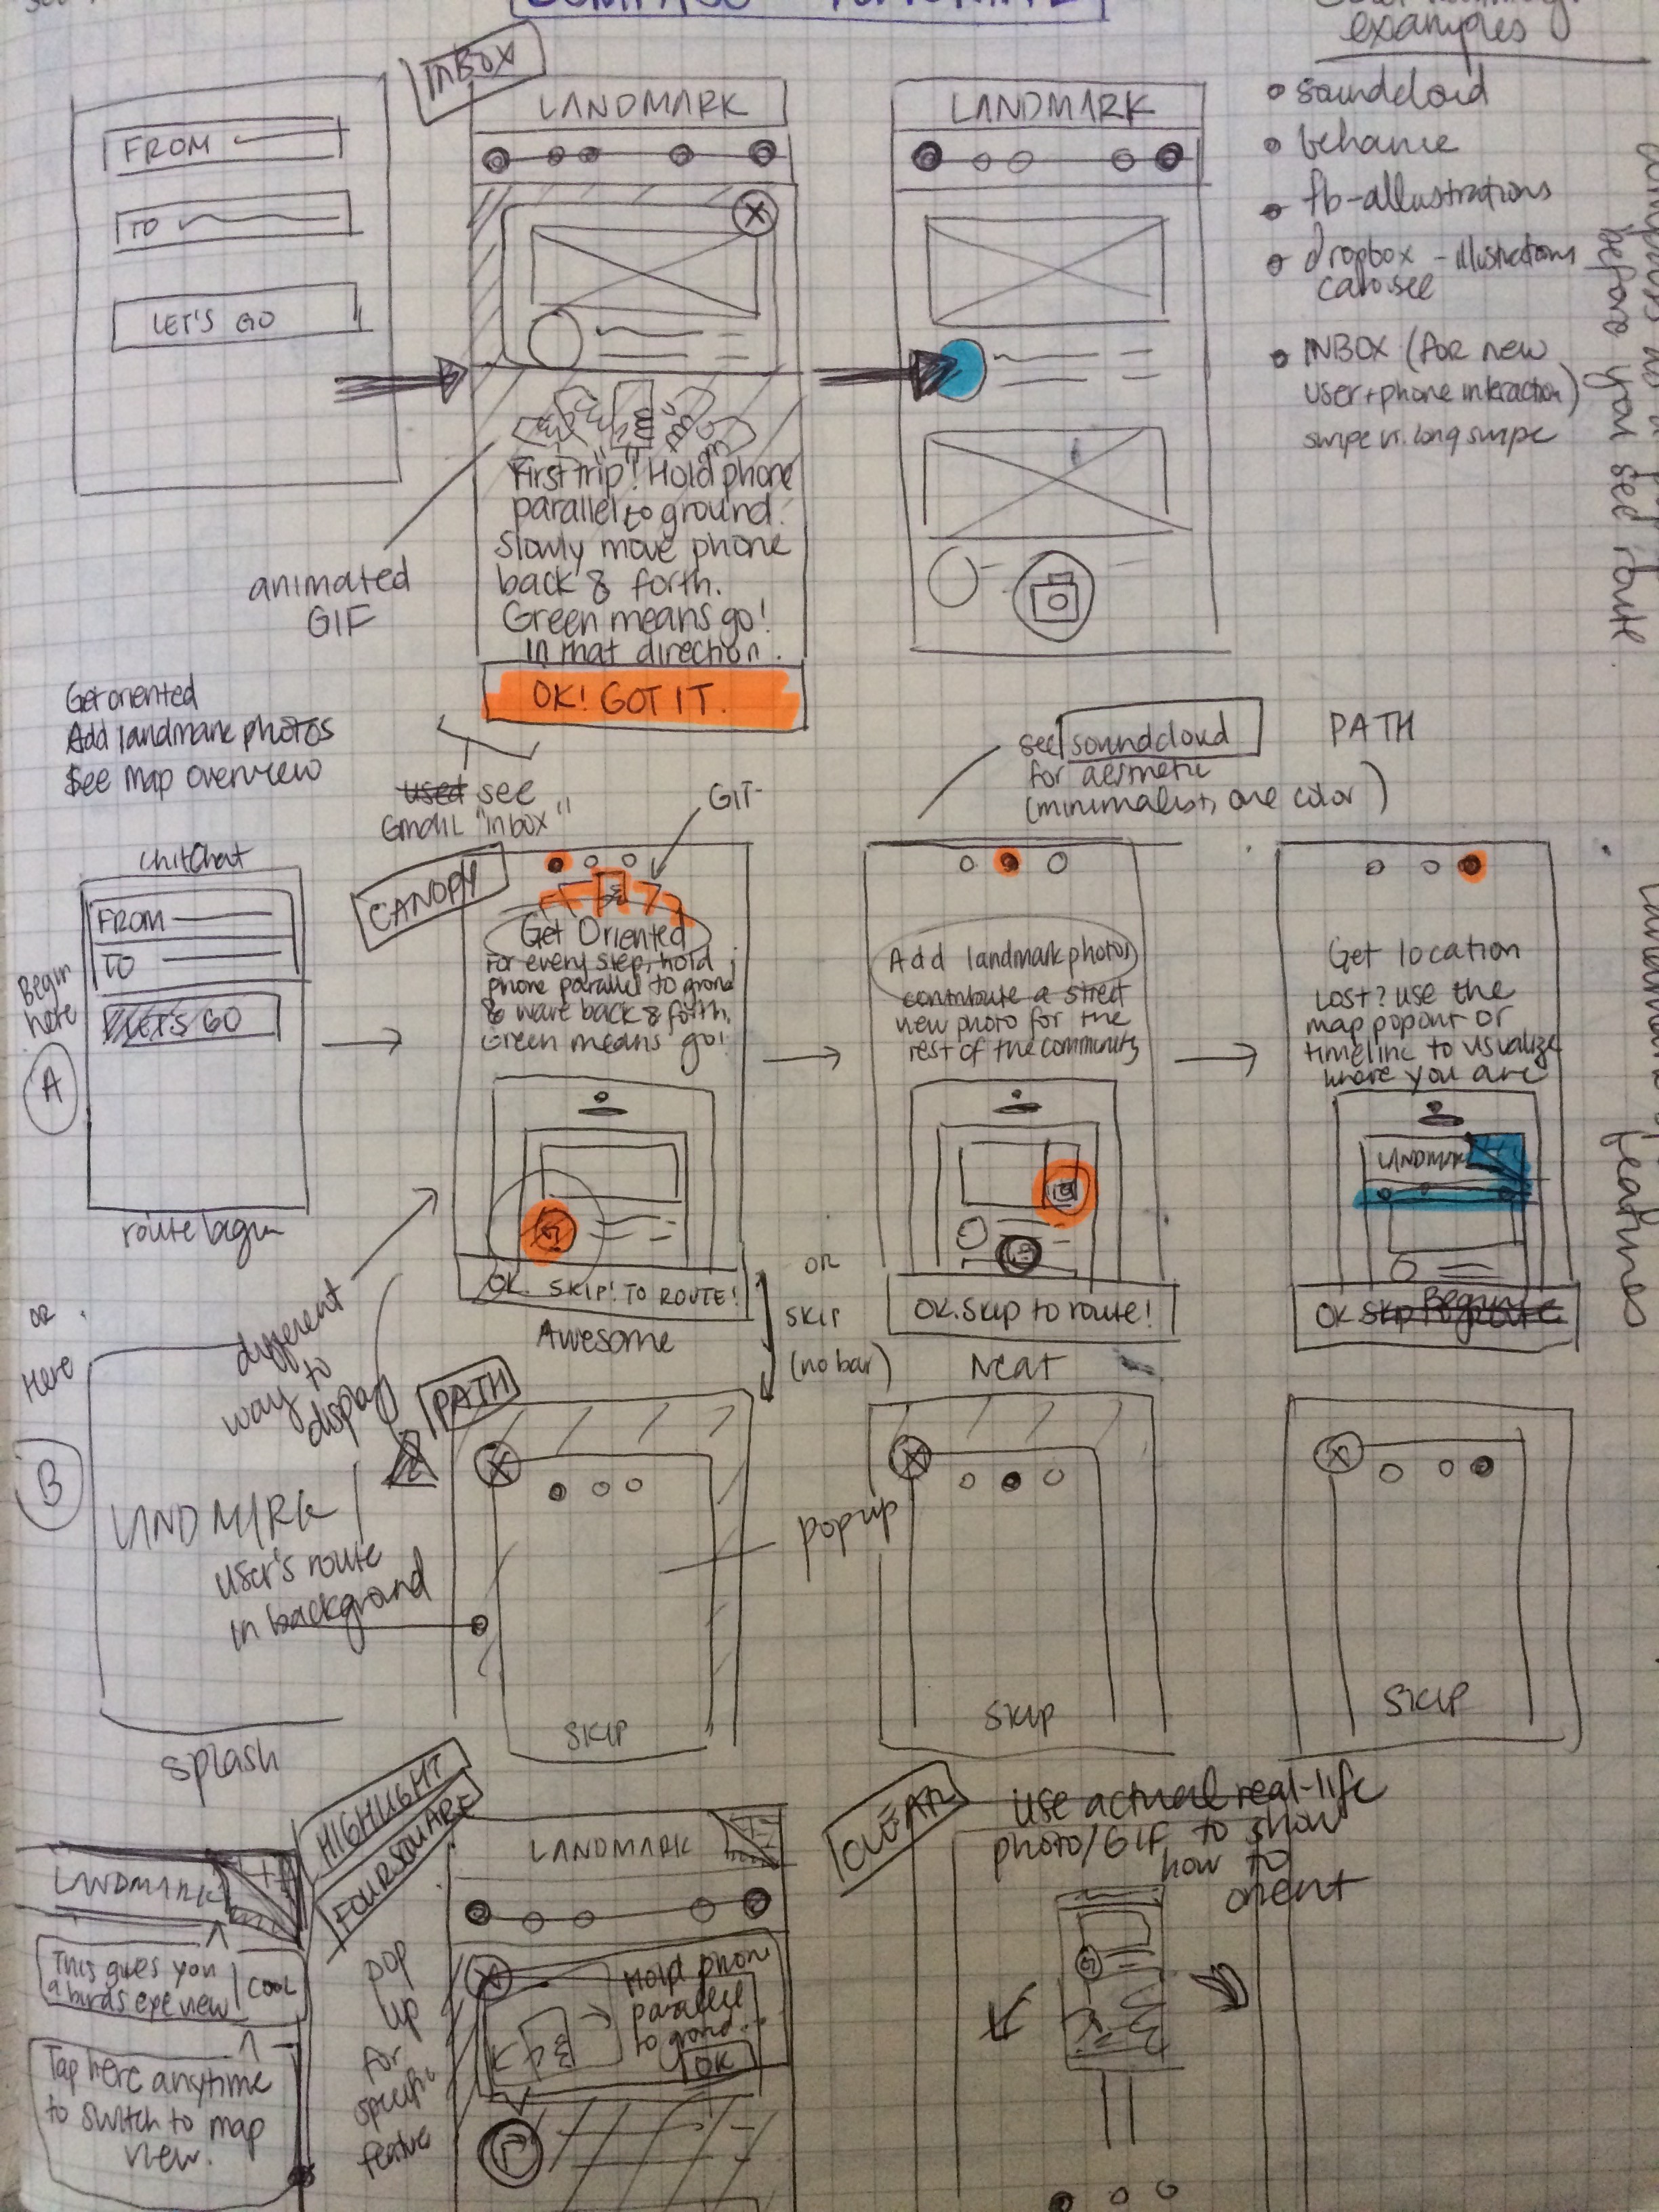 COMPASS TUTORIAL
examples
soundcloud
behance
fb-allustrations
dropbox - illustrations
carousel
INBOX (for new
user + phone interaction)
swipe vs. long swipe
before you see route
INBOX
FROM
TO
LET'S GO
LANDMARK
First trip! Hold phone
parallel to ground.
Slowly move phone
back & forth.
Green means go!
In that direction.
OK! GOT IT.
LANDMARK
animated
GIF
Get oriented
Add landmark photos
See map overview
used see
Gmail "inbox"
GIF
see soundcloud
for aesthetic
(minimalist, one color)
PATH
features
chitchat
FROM
TO
LET'S GO
Begin
here
A
route begun
CANOPY
Get Oriented
For every step, hold
phone parallel to grond
& wave back & forth.
Green means go!
OK. SKIP! TO ROUTE!
Awesome
OR
SKIP
(no bar)
Add landmark photos
contribute a street
view photo for the
rest of the community
OK. Skip to route!
Neat
Get location
Lost? use the
map popout or
timeline to visualize
where you are
LANDMARK
OK skip to route
Begin
different
way
to
display
OR
Here
B
LANDMARK
splash
user's route
in background
PATH
SKIP
popup
SKIP
SKIP
HIGHLIGHT
FOURSQUARE
LANDMARK
This gives you
a birds eye view
COOL
Tap here anytime
to switch to map
view.
pop
up
for
specific
feature
LANDMARK
Hold phone
parallel
to grond...
OK
CLEAR
Use actual real-life
photo/GIF to show
how to
orient